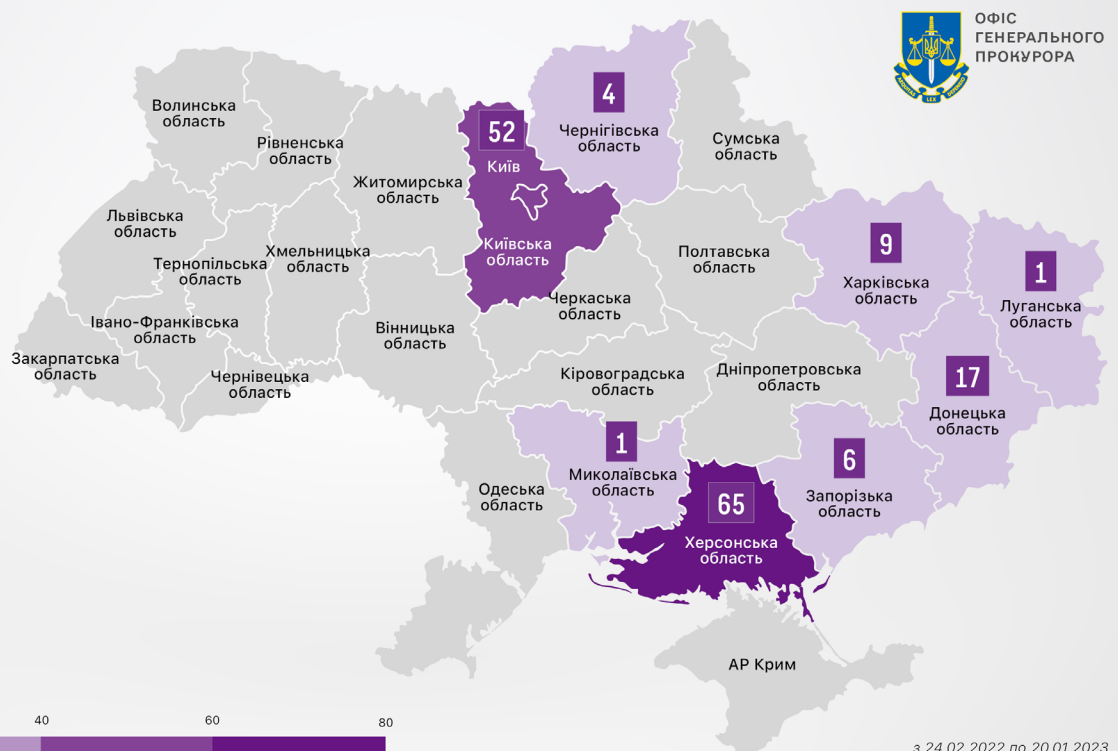 ОФІС
ГЕНЕРАЛЬНОГО
ПРОКУРОРА
4
Чернігівська
область
Волинська
область
52
Рівненська
область
Сумська
область
Київ
Житомирська
область
Львівська
область
9
Київська
область
Хмельницька
область
Полтавська
область
1
Тернопільська
область
Харківська
область
Черкаська
область
Луганська
область
Івано-Франківська
область
Вінницька
область
Закарпатська
область
Чернівецька
область
Кіровоградська
область
Дніпропетровська
область
17
Донецька
область
1
Миколаївська
область
6
Запорізька
область
Одеська
область
65
Херсонська
область
АР Крим
40
60
80
з 24.02.2022 по 20.01.2023